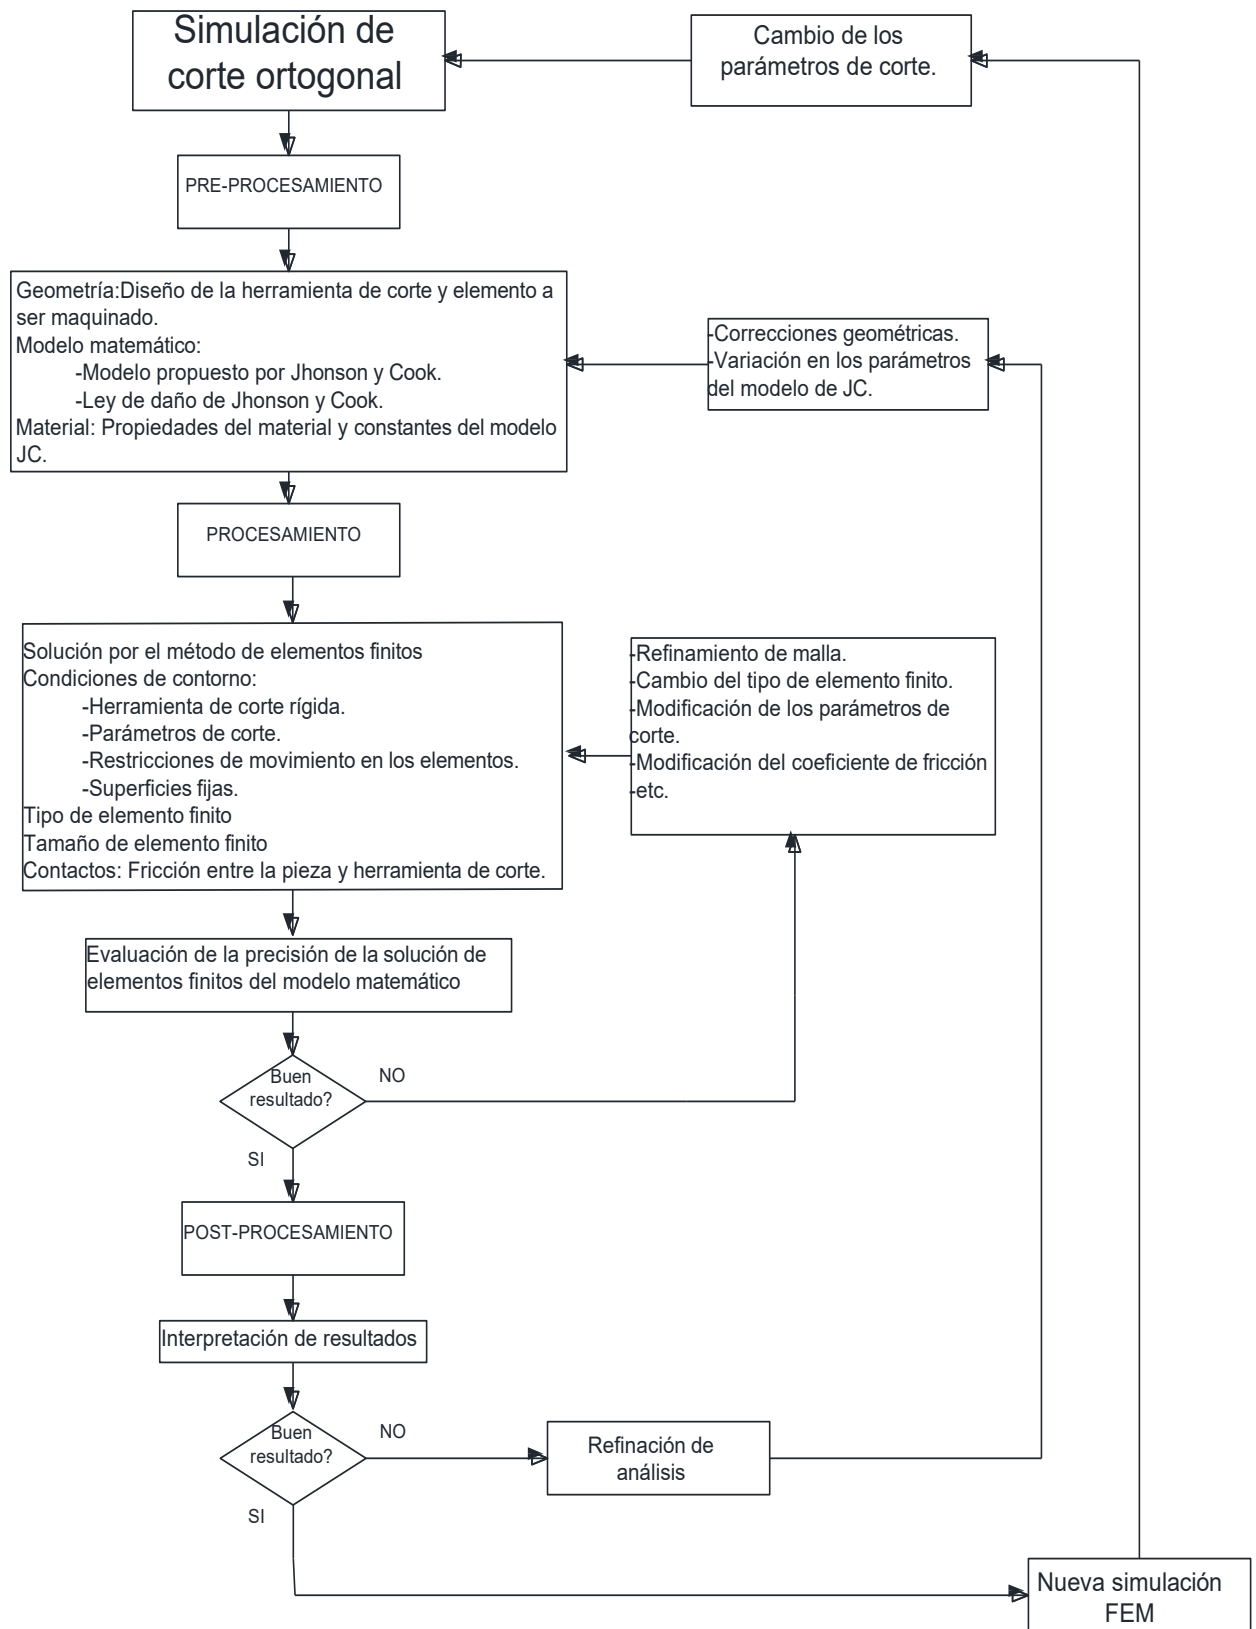 Simulación de
corte ortogonal
Cambio de los
parámetros de corte.
PRE-PROCESAMIENTO
Geometría:Diseño de la herramienta de corte y elemento a
ser maquinado.
Modelo matemático:
-Modelo propuesto por Jhonson y Cook.
-Ley de daño de Jhonson y Cook.
Material: Propiedades del material y constantes del modelo
JC.
-Correcciones geométricas.
-Variación en los parámetros
del modelo de JC.
PROCESAMIENTO
Solución por el método de elementos finitos
Condiciones de contorno:
-Herramienta de corte rígida.
-Parámetros de corte.
-Restricciones de movimiento en los elementos.
-Superficies fijas.
Tipo de elemento finito
Tamaño de elemento finito
Contactos: Fricción entre la pieza y herramienta de corte.
-Refinamiento de malla.
-Cambio del tipo de elemento finito.
-Modificación de los parámetros de
corte.
-Modificación del coeficiente de fricción
-etc.
Evaluación de la precisión de la solución de
elementos finitos del modelo matemático
Buen
resultado?
NO
SI
POST-PROCESAMIENTO
Interpretación de resultados
Buen
resultado?
NO
Refinación de
análisis
SI
Nueva simulación
FEM